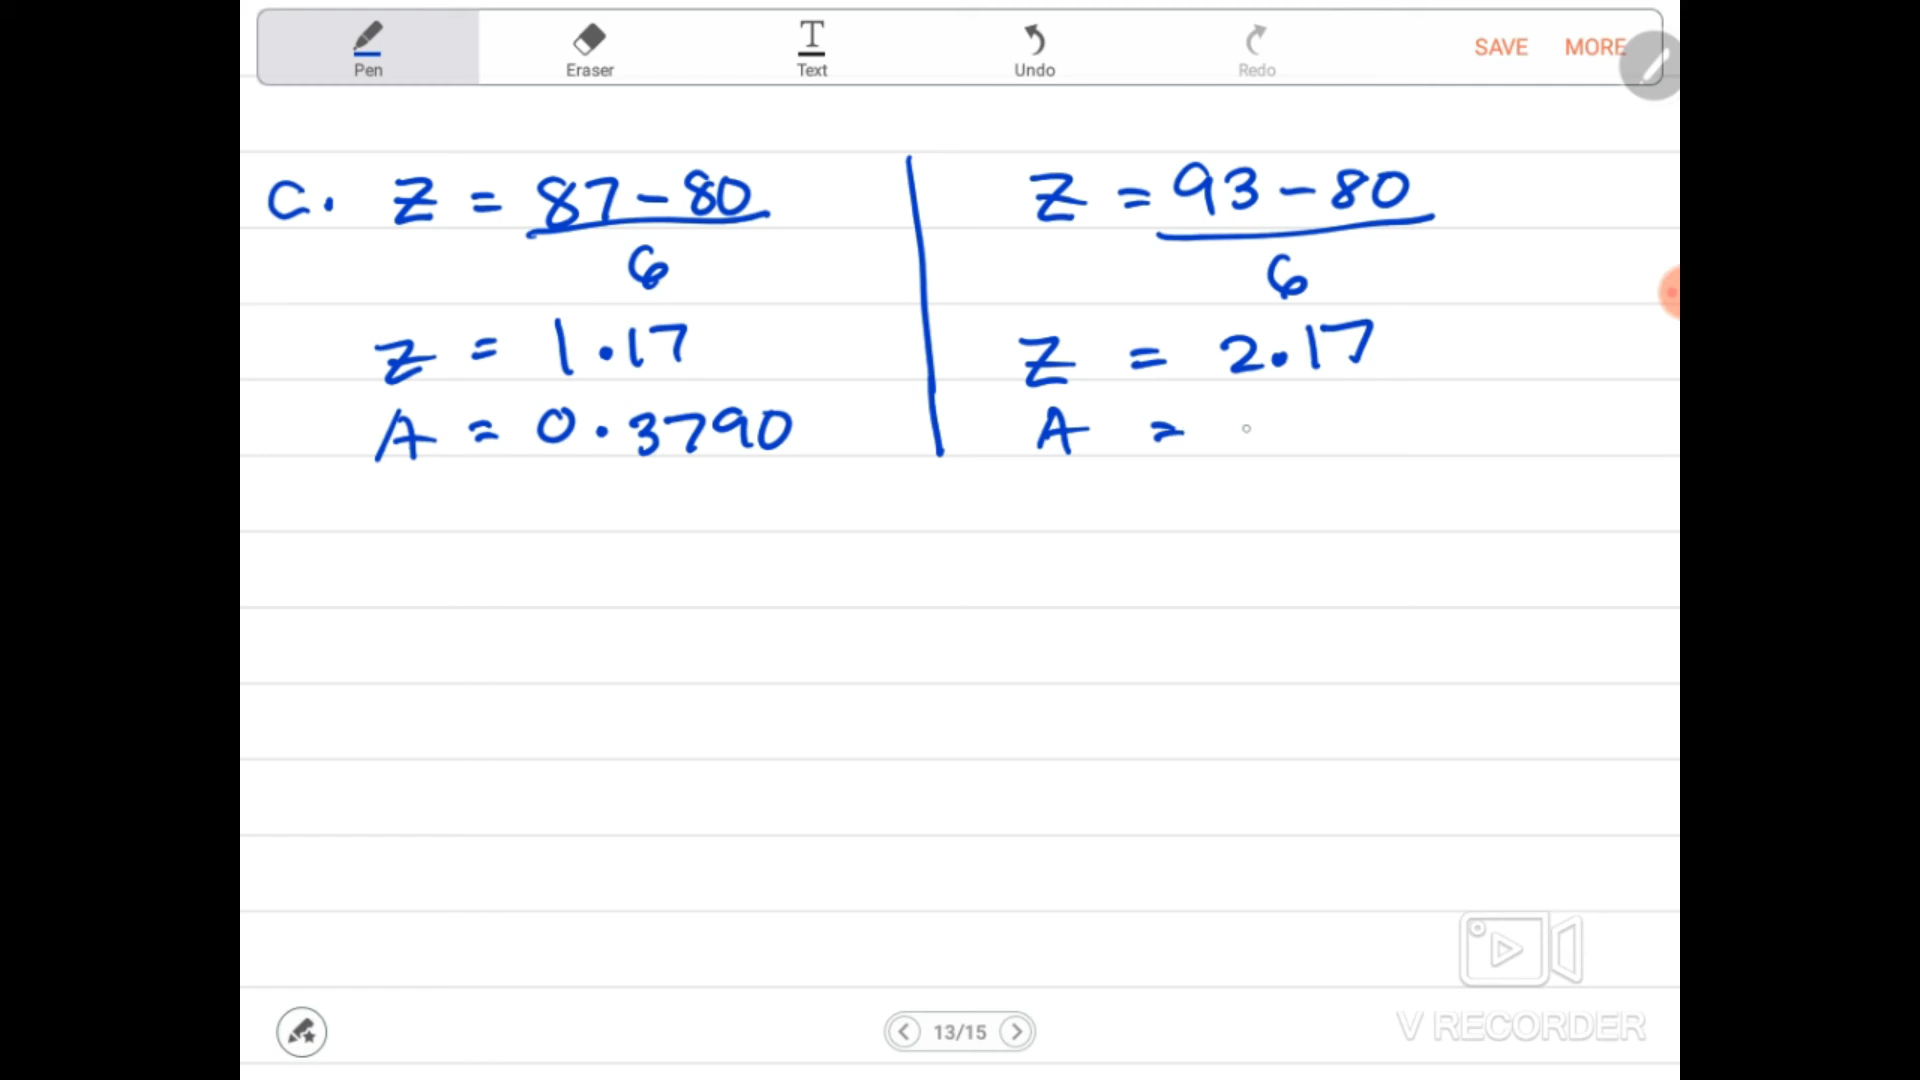 Pen Eraser Text Undo Redo SAVE MORE
C. Z = 87 - 80
6
Z = 1.17
A = 0.3790
Z = 93 - 80
6
Z = 2.17
A =
13/15
V RECORDER